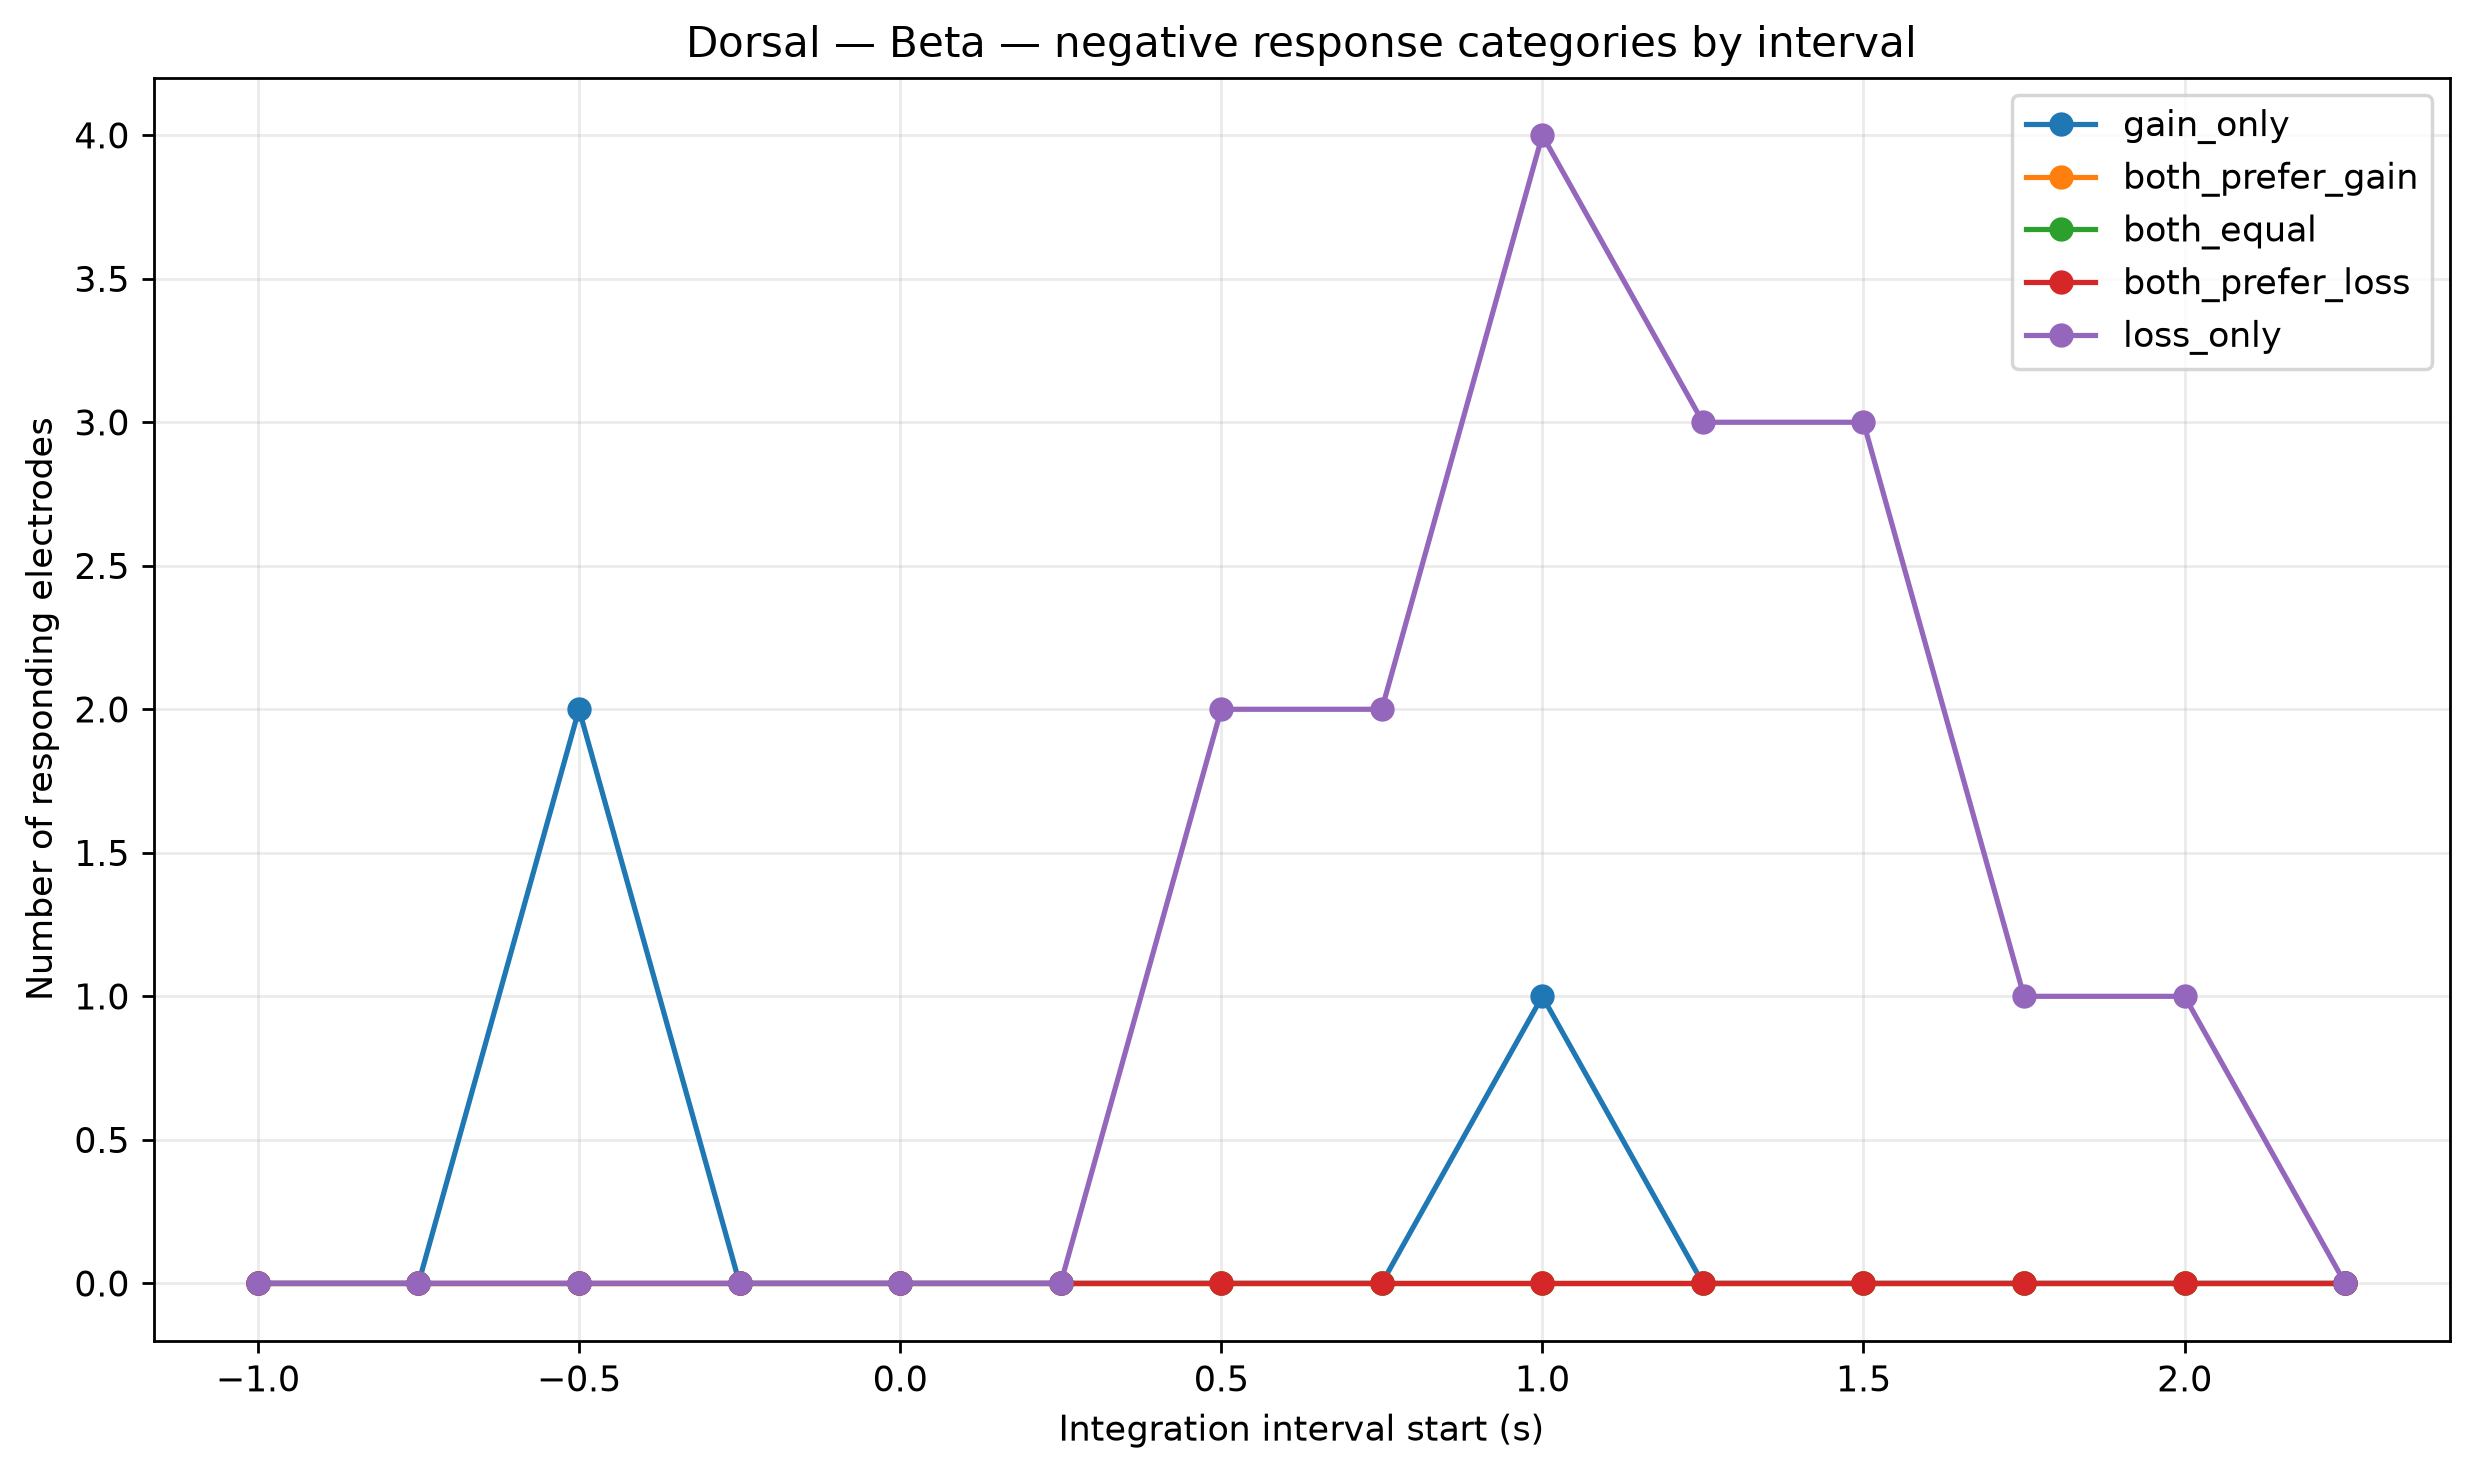 Dorsal — Beta — negative response categories by interval
gain_only
both_prefer_gain
both_equal
both_prefer_loss
loss_only
Number of responding electrodes
4.0
3.5
3.0
2.5
2.0
1.5
1.0
0.5
0.0
−1.0 −0.5 0.0 0.5 1.0 1.5 2.0
Integration interval start (s)